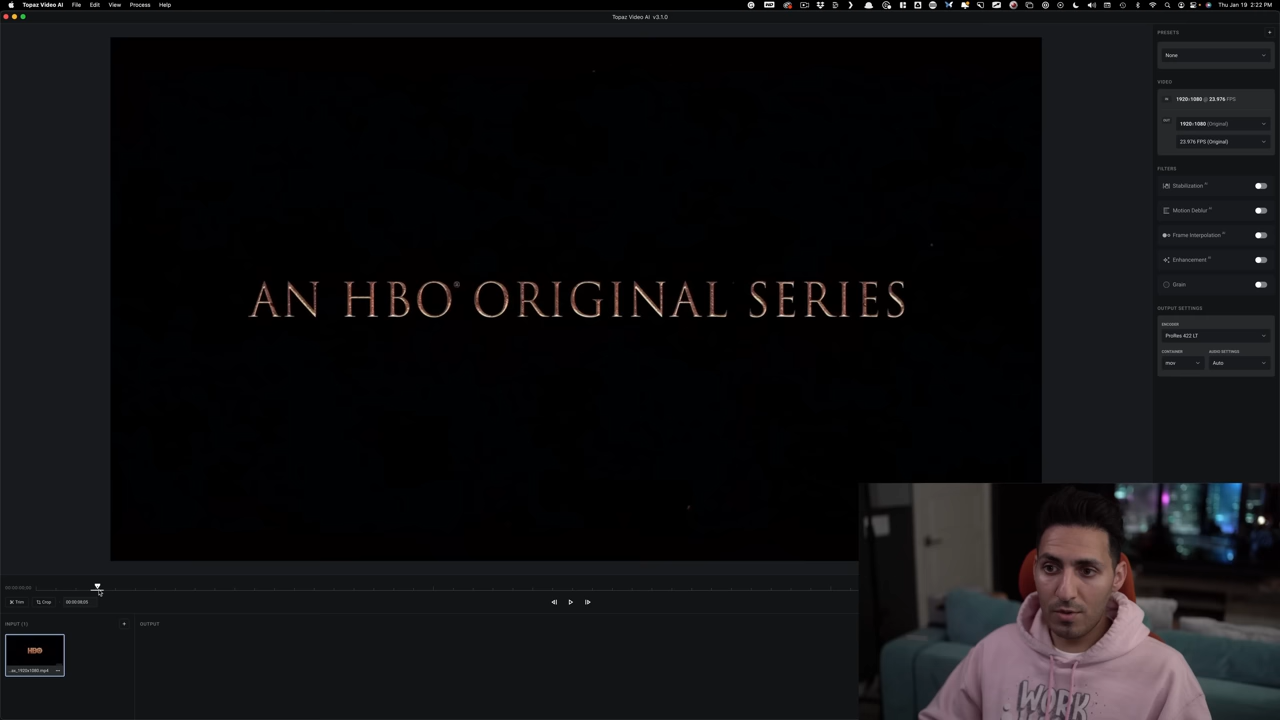 Topaz Video AI File Edit View Process Help
Thu Jan 19 2:22 PM
Topaz Video AI v3.1.0
PRESETS
None
VIDEO
IN 1920x1080 @ 23.976 FPS
OUT 1920x1080 (Original)
23.976 FPS (Original)
FILTERS
Stabilization
Motion Deblur
Frame Interpolation
Enhancement
Grain
OUTPUT SETTINGS
ENCODER
ProRes 422 LT
CONTAINER AUDIO SETTINGS
mov Auto
AN HBO® ORIGINAL SERIES
Trim Crop
INPUT (1)
OUTPUT
HBO
WORK